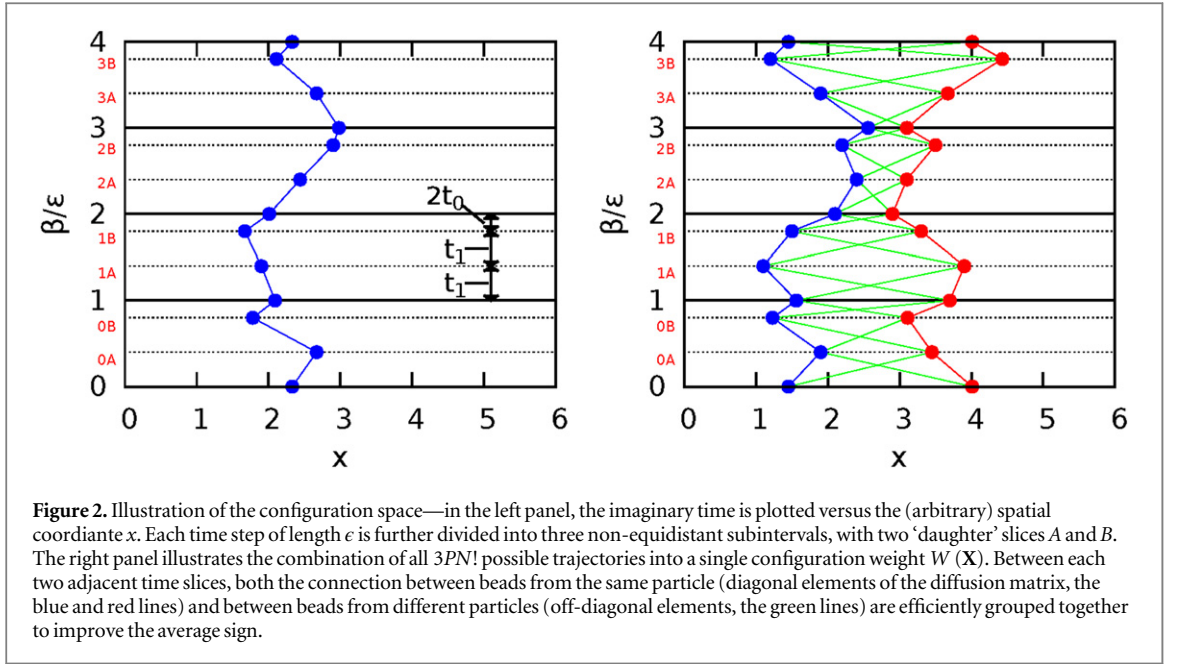 4
3B
3A
3
2B
2A
2
1B
1A
1
0B
0A
0
β/ε
2t0
t1
t1
0 1 2 3 4 5 6
x
4
3B
3A
3
2B
2A
2
1B
1A
1
0B
0A
0
β/ε
0 1 2 3 4 5 6
x
Figure 2. Illustration of the configuration space—in the left panel, the imaginary time is plotted versus the (arbitrary) spatial
coordiante x. Each time step of length ϵ is further divided into three non-equidistant subintervals, with two ‘daughter’ slices A and B.
The right panel illustrates the combination of all 3PN! possible trajectories into a single configuration weight W (X). Between each
two adjacent time slices, both the connection between beads from the same particle (diagonal elements of the diffusion matrix, the
blue and red lines) and between beads from different particles (off-diagonal elements, the green lines) are efficiently grouped together
to improve the average sign.